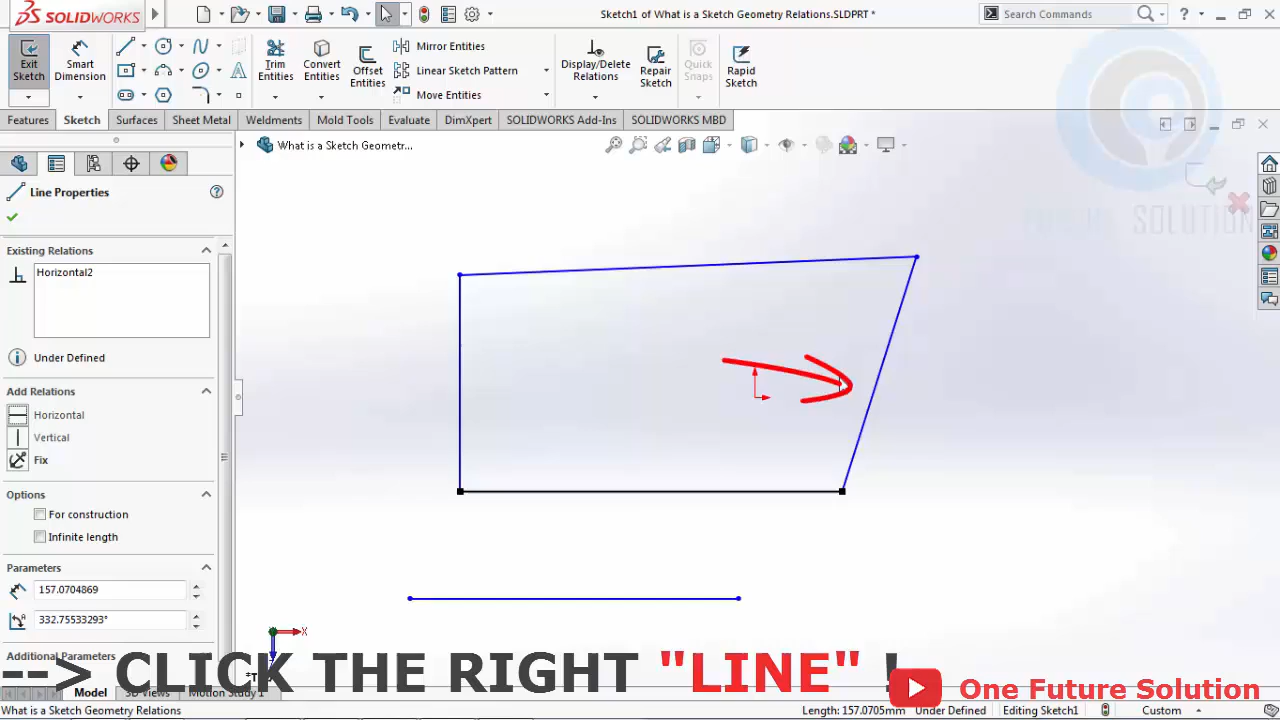 SOLIDWORKS
Sketch1 of What is a Sketch Geometry Relations.SLDPRT *
Search Commands
Exit Sketch
Smart Dimension
Trim Entities
Convert Entities
Offset Entities
Mirror Entities
Linear Sketch Pattern
Move Entities
Display/Delete Relations
Repair Sketch
Quick Snaps
Rapid Sketch
Features Sketch Surfaces Sheet Metal Weldments Mold Tools Evaluate DimXpert SOLIDWORKS Add-Ins SOLIDWORKS MBD
What is a Sketch Geometr...
Line Properties
Existing Relations
Horizontal2
Under Defined
Add Relations
Horizontal
Vertical
Fix
Options
For construction
Infinite length
Parameters
157.0704869
332.75533293°
Additional Parameters
X
--> CLICK THE RIGHT "LINE" !
One Future Solution
Model 3D Views Motion Study 1
What is a Sketch Geometry Relations
Length: 157.0705mm Under Defined Editing Sketch1 Custom